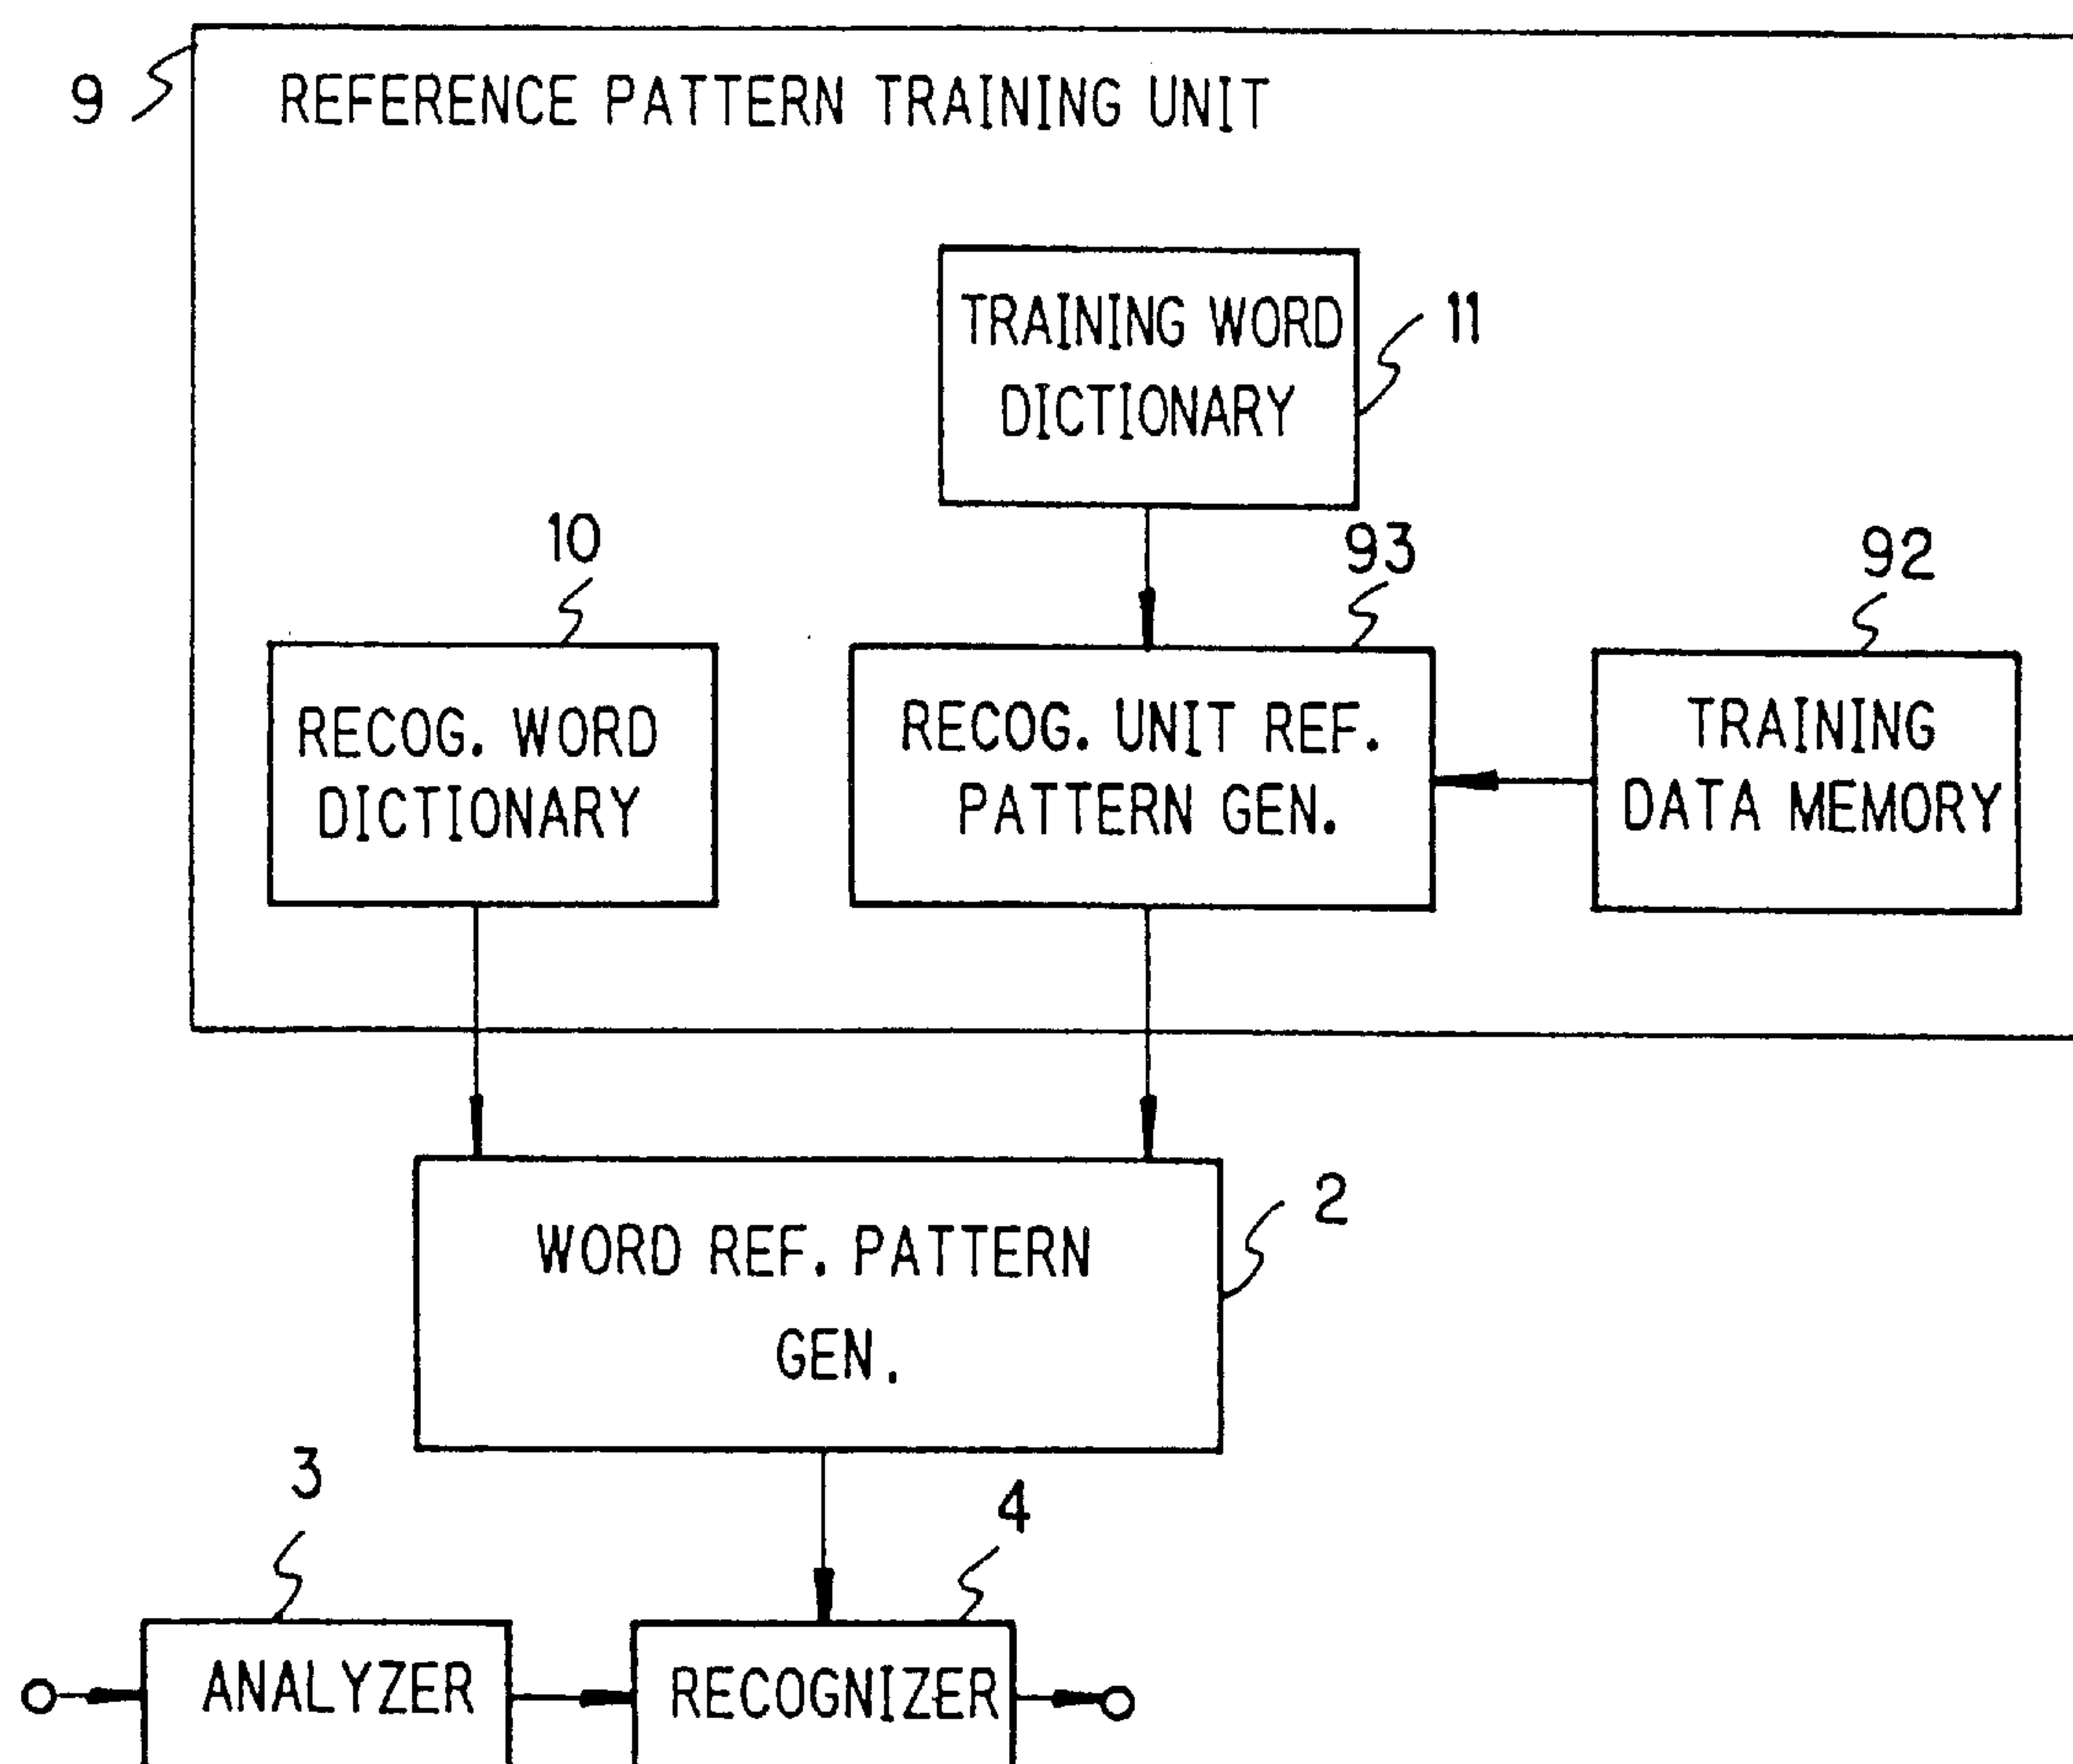 9
REFERENCE PATTERN TRAINING UNIT
TRAINING WORD
DICTIONARY
11
10
93
92
RECOG. WORD
DICTIONARY
RECOG. UNIT REF.
PATTERN GEN.
TRAINING
DATA MEMORY
2
WORD REF. PATTERN
GEN.
3
4
ANALYZER
RECOGNIZER